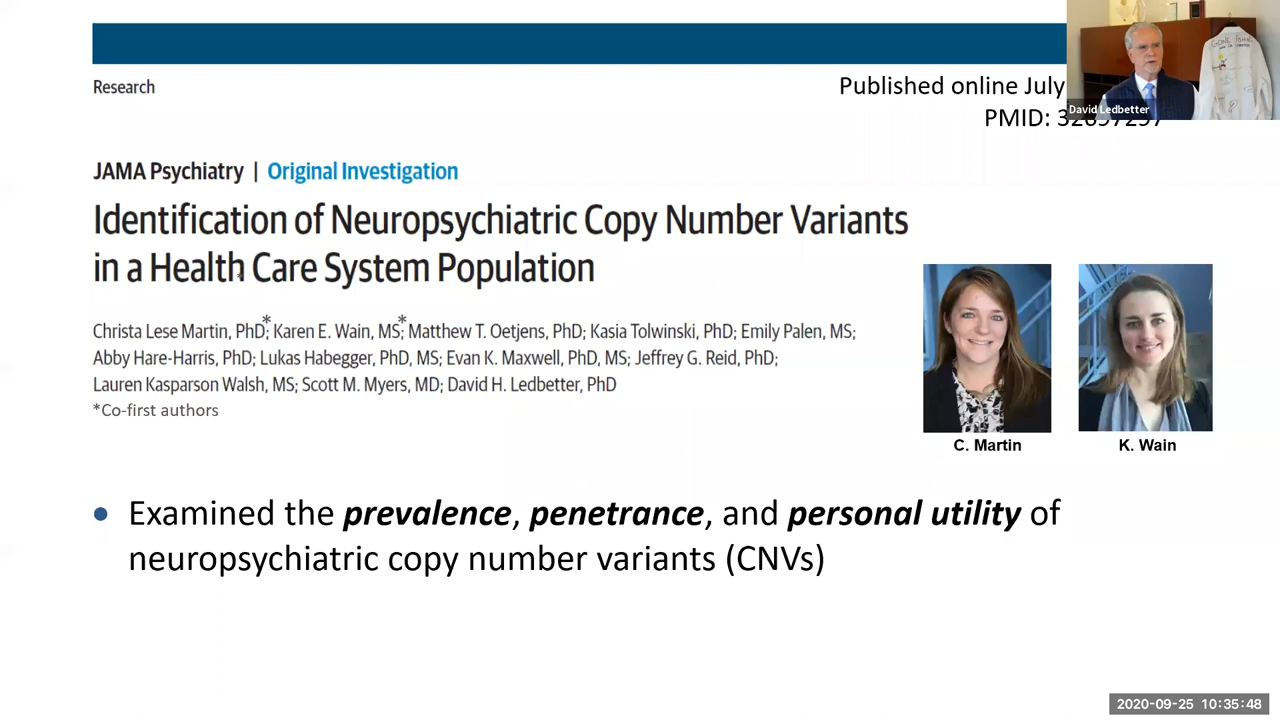 Research
Published online July
PMID:
David Ledbetter
JAMA Psychiatry | Original Investigation
Identification of Neuropsychiatric Copy Number Variants
in a Health Care System Population
Christa Lese Martin, PhD*; Karen E. Wain, MS*; Matthew T. Oetjens, PhD; Kasia Tolwinski, PhD; Emily Palen, MS;
Abby Hare-Harris, PhD; Lukas Habegger, PhD, MS; Evan K. Maxwell, PhD, MS; Jeffrey G. Reid, PhD;
Lauren Kasparson Walsh, MS; Scott M. Myers, MD; David H. Ledbetter, PhD
*Co-first authors
C. Martin
K. Wain
• Examined the prevalence, penetrance, and personal utility of
neuropsychiatric copy number variants (CNVs)
2020-09-25 10:35:48